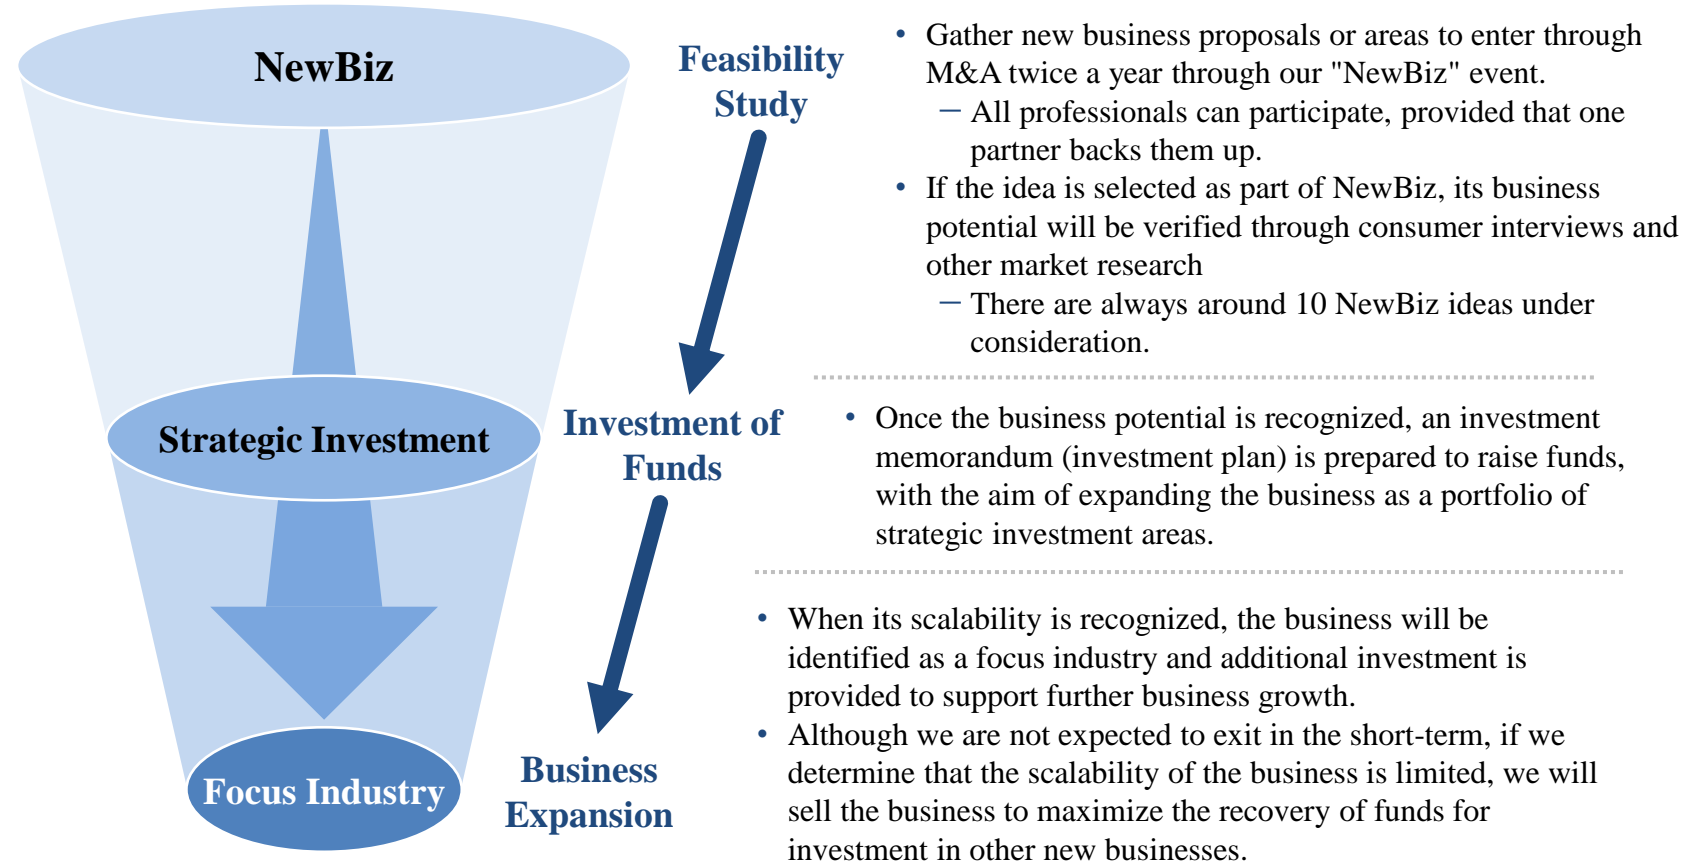 NewBiz
Strategic Investment
Focus Industry
Feasibility
Study
Investment of
Funds
Business
Expansion
• Gather new business proposals or areas to enter through
M&A twice a year through our "NewBiz" event.
– All professionals can participate, provided that one
partner backs them up.
• If the idea is selected as part of NewBiz, its business
potential will be verified through consumer interviews and
other market research
– There are always around 10 NewBiz ideas under
consideration.
• Once the business potential is recognized, an investment
memorandum (investment plan) is prepared to raise funds,
with the aim of expanding the business as a portfolio of
strategic investment areas.
• When its scalability is recognized, the business will be
identified as a focus industry and additional investment is
provided to support further business growth.
• Although we are not expected to exit in the short-term, if we
determine that the scalability of the business is limited, we will
sell the business to maximize the recovery of funds for
investment in other new businesses.